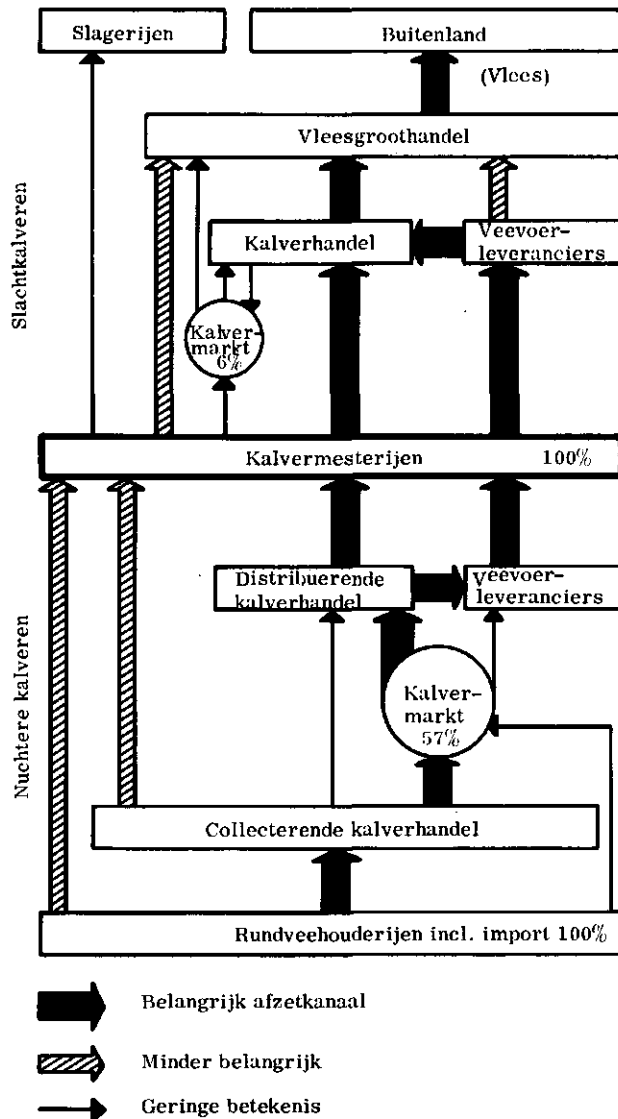 Slagerijen
Buitenland
(Vlees)
Vleesgroothandel
Kalverhandel
Veevoer-
leveranciers
Slachtkalveren
Kalver-
markt
6%
Kalvermesterijen 100%
Distribuerende
kalverhandel
Veevoer-
leveranciers
Nuchtere kalveren
Kalver-
markt
57%
Collecterende kalverhandel
Rundveehouderijen incl. import 100%
Belangrijk afzetkanaal
Minder belangrijk
Geringe betekenis